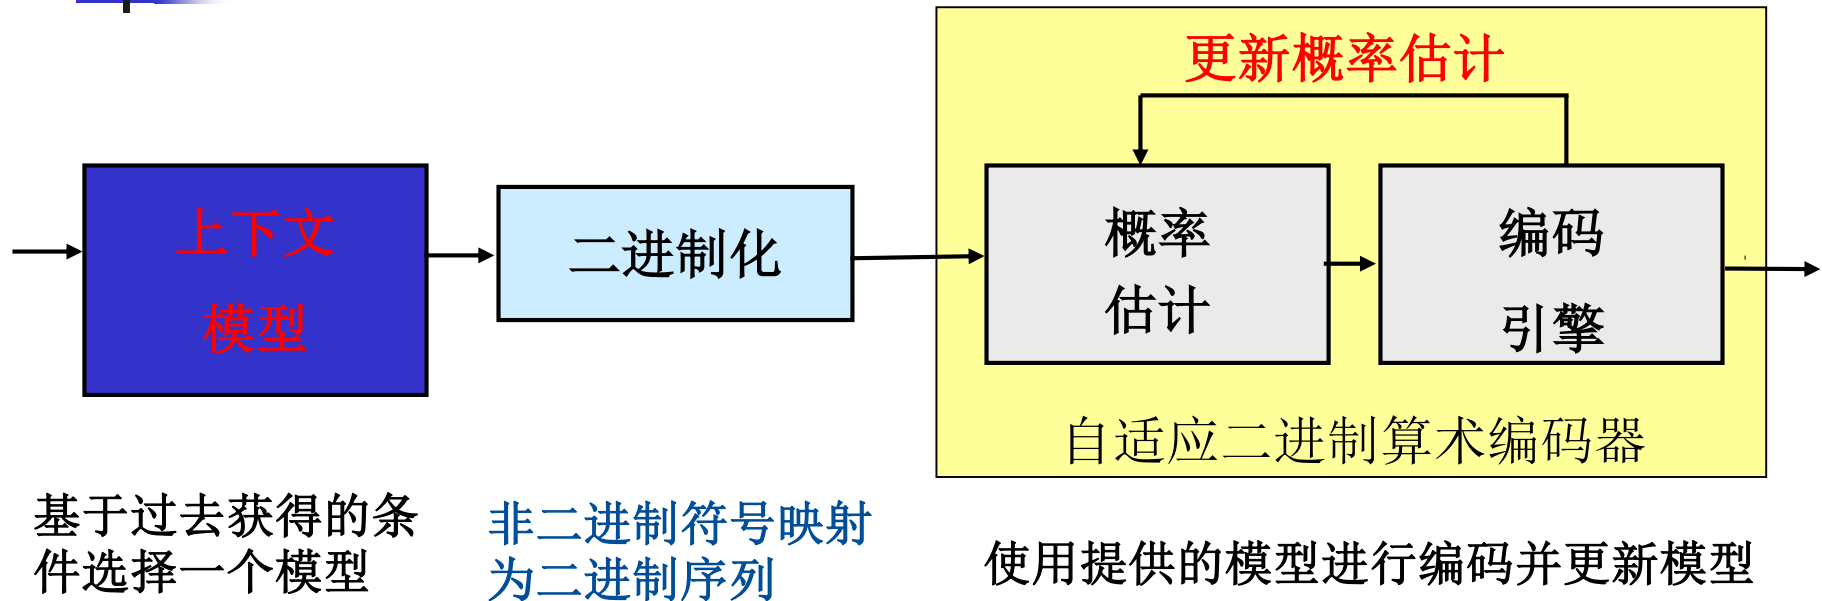 更新概率估计
上下文
模型
二进制化
概率
估计
编码
引擎
自适应二进制算术编码器
基于过去获得的条
件选择一个模型
非二进制符号映射
为二进制序列
使用提供的模型进行编码并更新模型